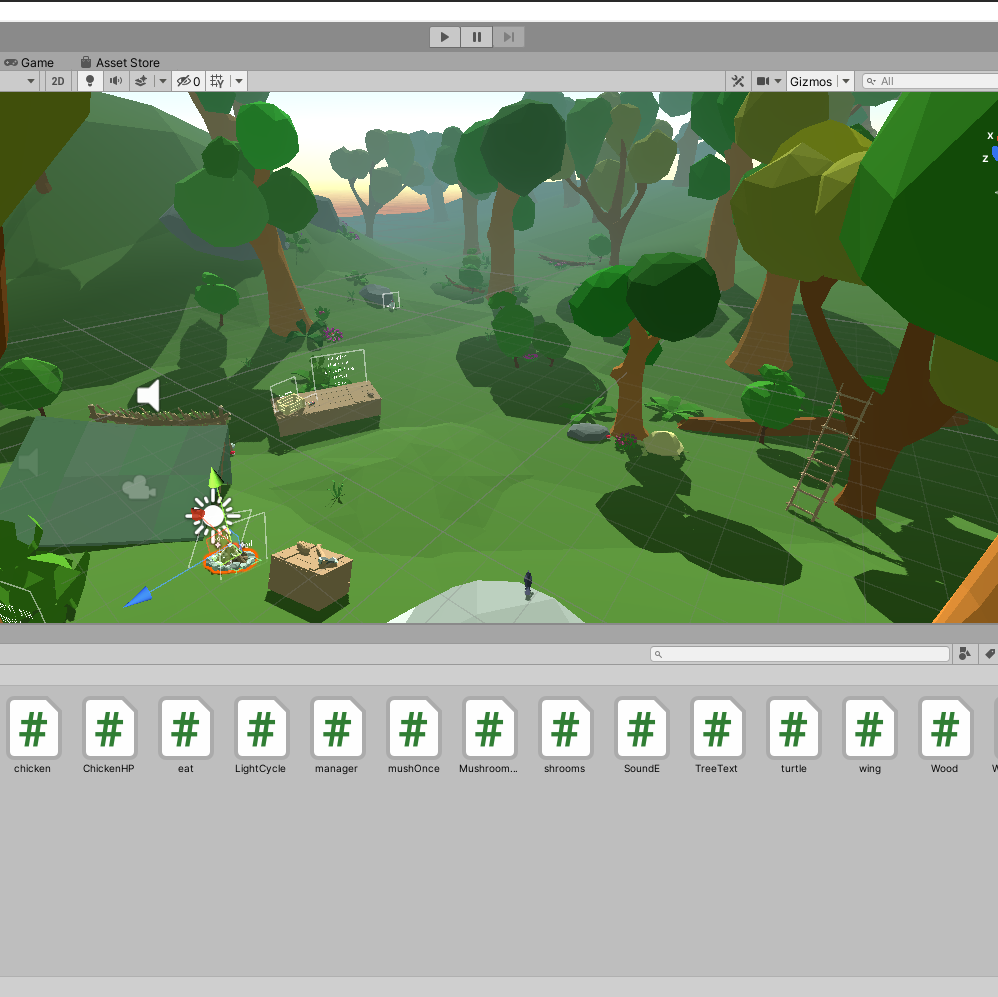 Game
Asset Store
2D
0
Gizmos
All
x
z
chicken
ChickenHP
eat
LightCycle
manager
mushOnce
Mushroom...
shrooms
SoundE
TreeText
turtle
wing
Wood